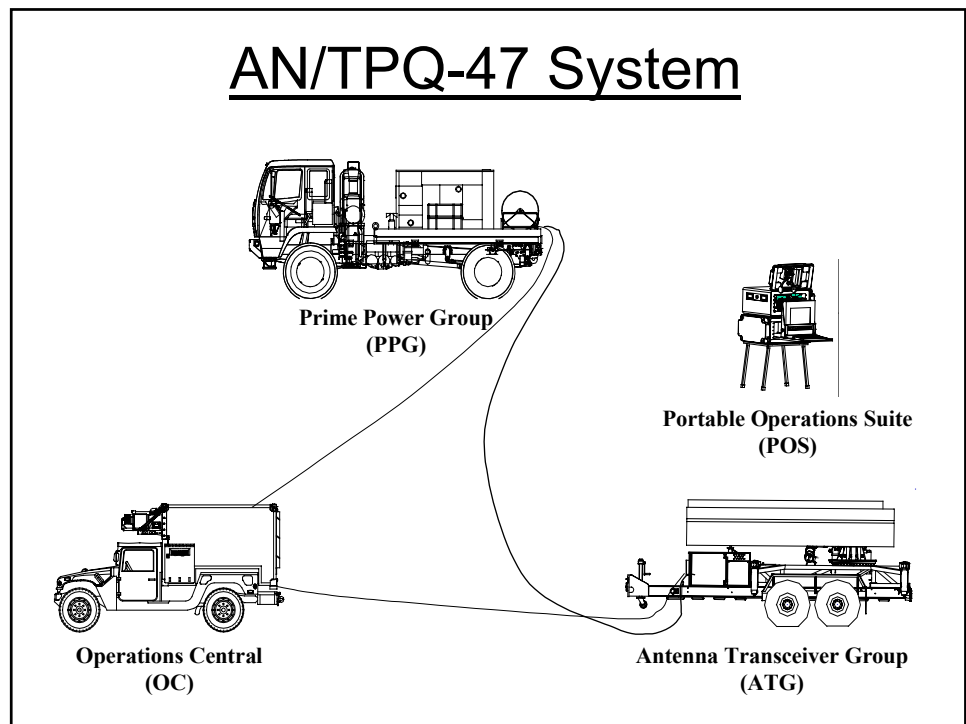 AN/TPQ-47 System
Prime Power Group
(PPG)
Portable Operations Suite
(POS)
Operations Central
(OC)
Antenna Transceiver Group
(ATG)